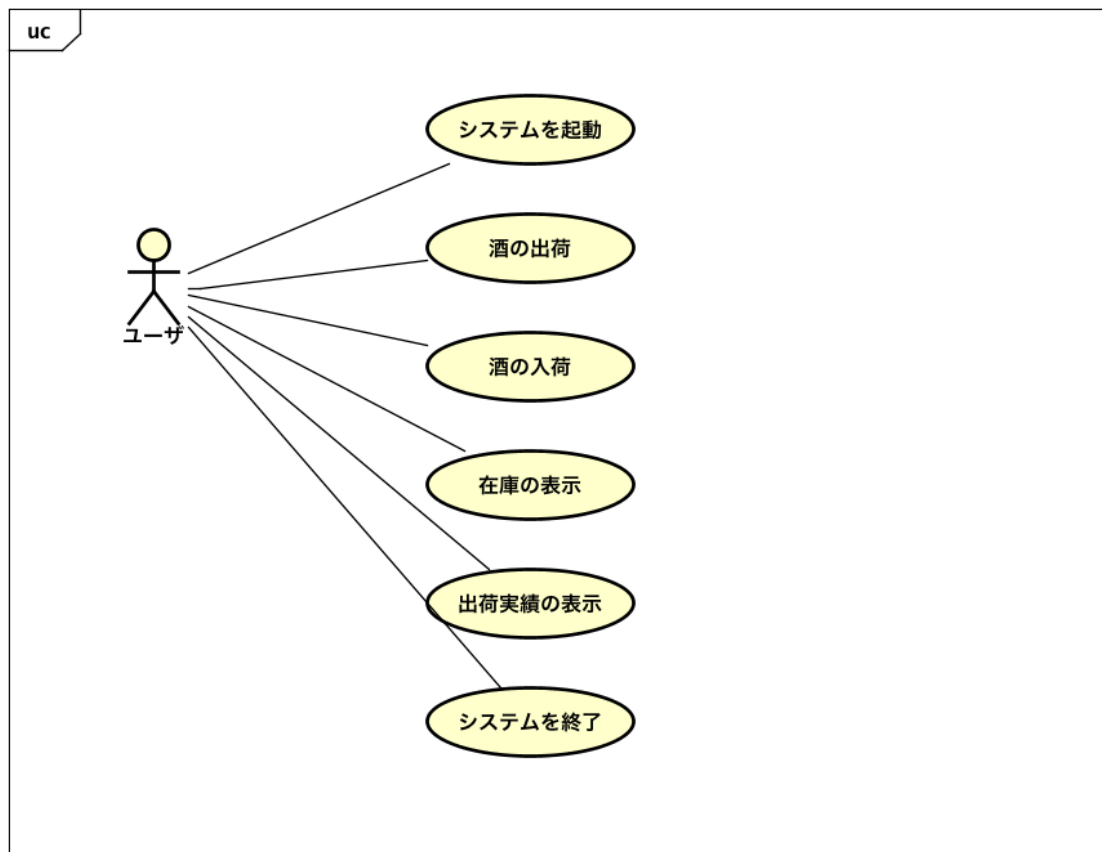 uc
システムを起動
酒の出荷
ユーザ
酒の入荷
在庫の表示
出荷実績の表示
システムを終了